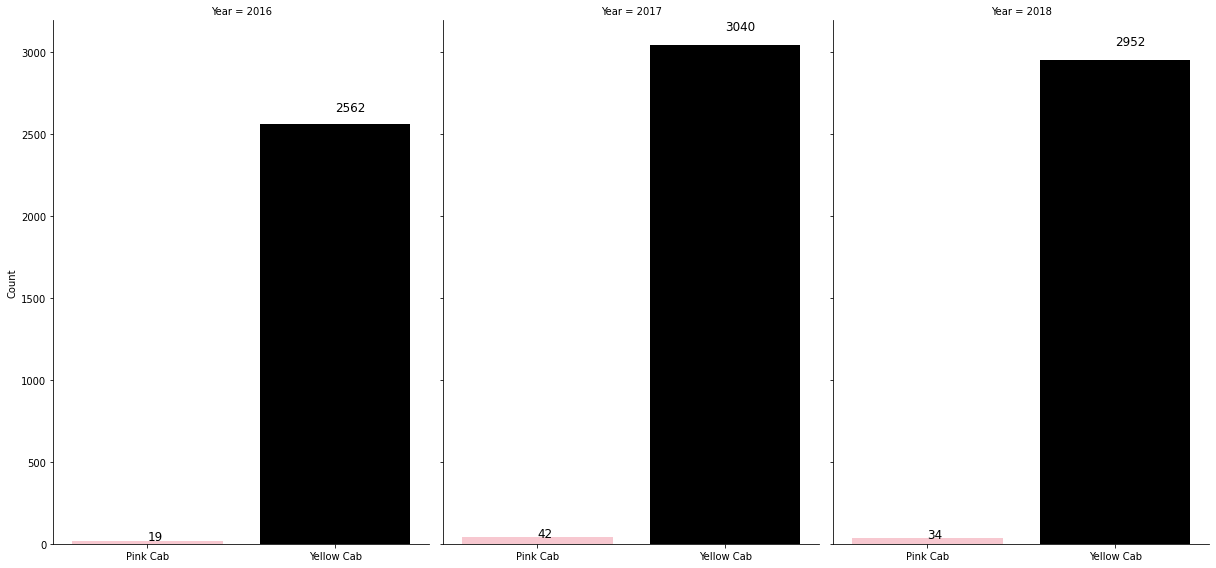 Year = 2016
Year = 2017
Year = 2018
Count
3000
2500
2000
1500
1000
500
0
19
2562
42
3040
34
2952
Pink Cab
Yellow Cab
Pink Cab
Yellow Cab
Pink Cab
Yellow Cab